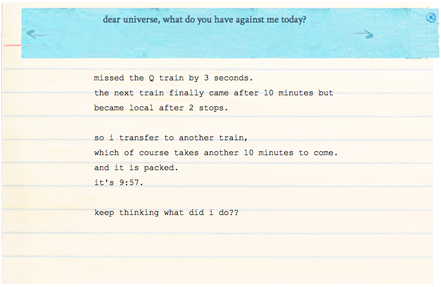 dear universe, what do you have against me today?
missed the Q train by 3 seconds.
the next train finally came after 10 minutes but
became local after 2 stops.
so i transfer to another train,
which of course takes another 10 minutes to come.
and it is packed.
it's 9:57.
keep thinking what did i do??